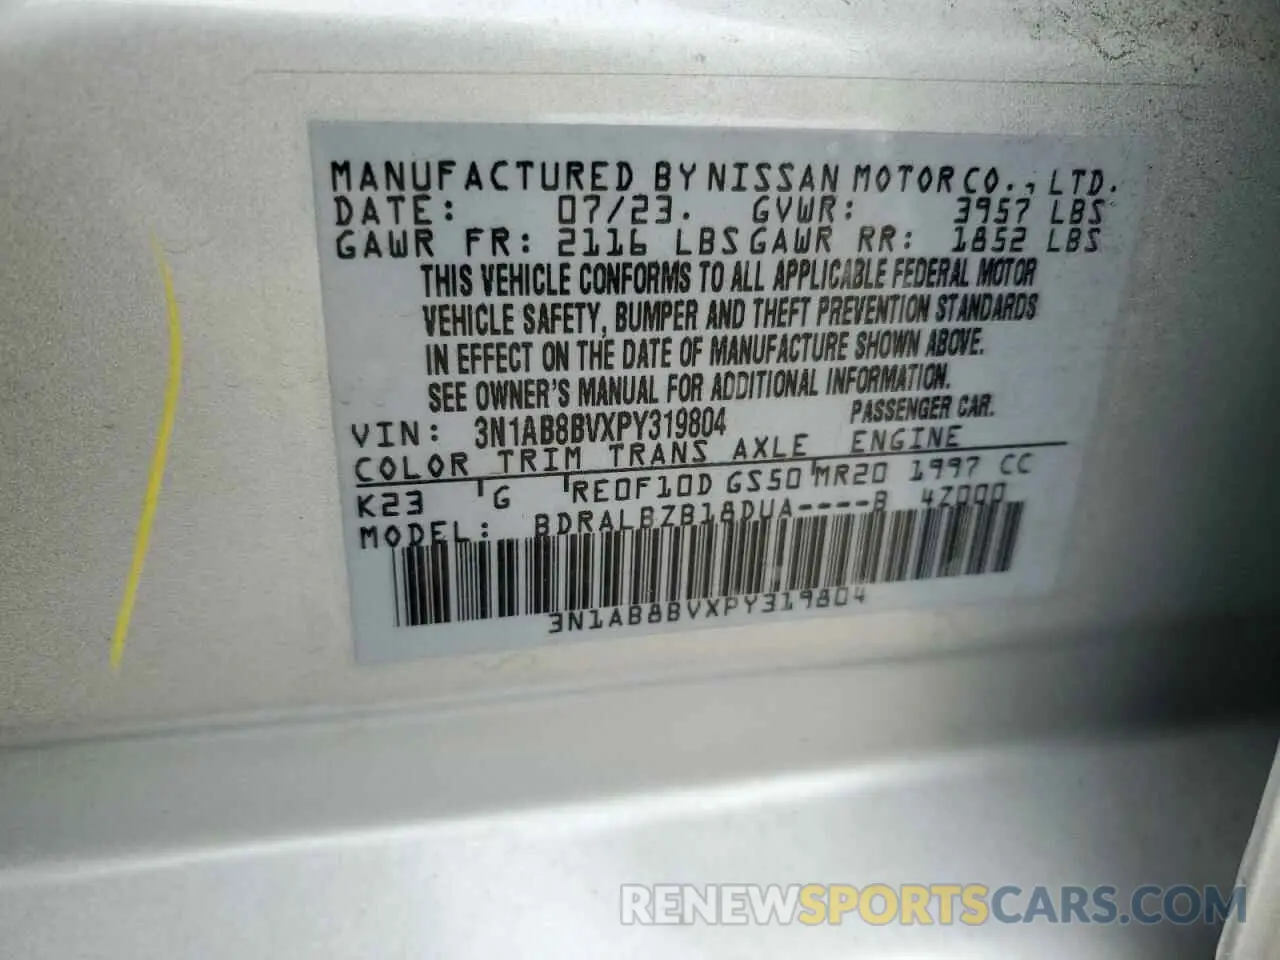 MANUFACTURED BY NISSAN MOTOR CO., LTD.
DATE: 07/23. GVWR: 3957 LBS
GAWR FR: 2116 LBS GAWR RR: 1852 LBS
THIS VEHICLE CONFORMS TO ALL APPLICABLE FEDERAL MOTOR
VEHICLE SAFETY, BUMPER AND THEFT PREVENTION STANDARDS
IN EFFECT ON THE DATE OF MANUFACTURE SHOWN ABOVE.
SEE OWNER'S MANUAL FOR ADDITIONAL INFORMATION.
VIN: 3N1AB8BVXPY319804 PASSENGER CAR.
COLOR TRIM TRANS AXLE ENGINE
K23 G RE0F10D GS50 MR20 1997 CC
MODEL: BDRALBZB18DUA----B 4Z000
3N1AB8BVXPY319804
RENEWSPORTSCARS.COM